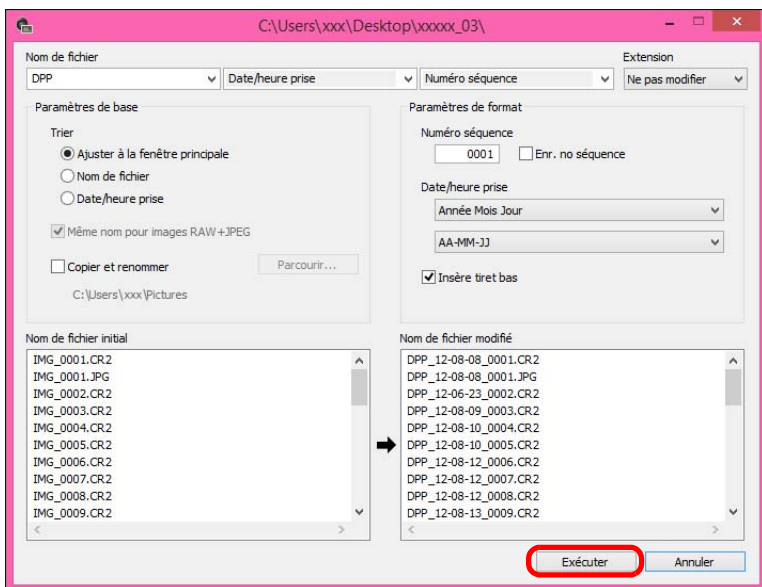 C:\Users\xxx\Desktop\xxxxx_03\
Nom de fichier
Extension
DPP
Date/heure prise
Numéro séquence
Ne pas modifier
Paramètres de base
Trier
Ajuster à la fenêtre principale
Nom de fichier
Date/heure prise
Même nom pour images RAW+JPEG
Copier et renommer
Parcourir...
C:\Users\xxx\Pictures
Paramètres de format
Numéro séquence
0001
Enr. no séquence
Date/heure prise
Année Mois Jour
AA-MM-JJ
Insère tiret bas
Nom de fichier initial
IMG_0001.CR2
IMG_0001.JPG
IMG_0002.CR2
IMG_0003.CR2
IMG_0004.CR2
IMG_0005.CR2
IMG_0006.CR2
IMG_0007.CR2
IMG_0008.CR2
IMG_0009.CR2
Nom de fichier modifié
DPP_12-08-08_0001.CR2
DPP_12-08-08_0001.JPG
DPP_12-06-23_0002.CR2
DPP_12-08-09_0003.CR2
DPP_12-08-10_0004.CR2
DPP_12-08-10_0005.CR2
DPP_12-08-12_0006.CR2
DPP_12-08-12_0007.CR2
DPP_12-08-12_0008.CR2
DPP_12-08-13_0009.CR2
Exécuter
Annuler